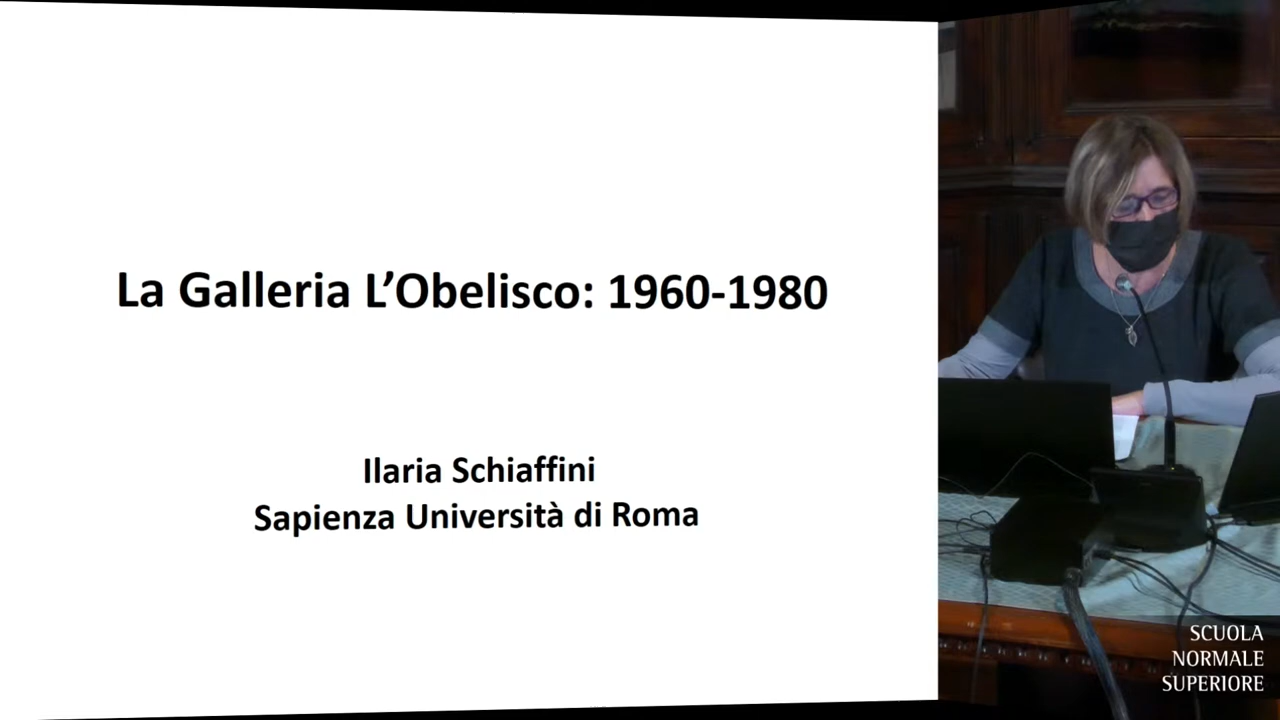 La Galleria L’Obelisco: 1960-1980
Ilaria Schiaffini
Sapienza Università di Roma
SCUOLA
NORMALE
SUPERIORE